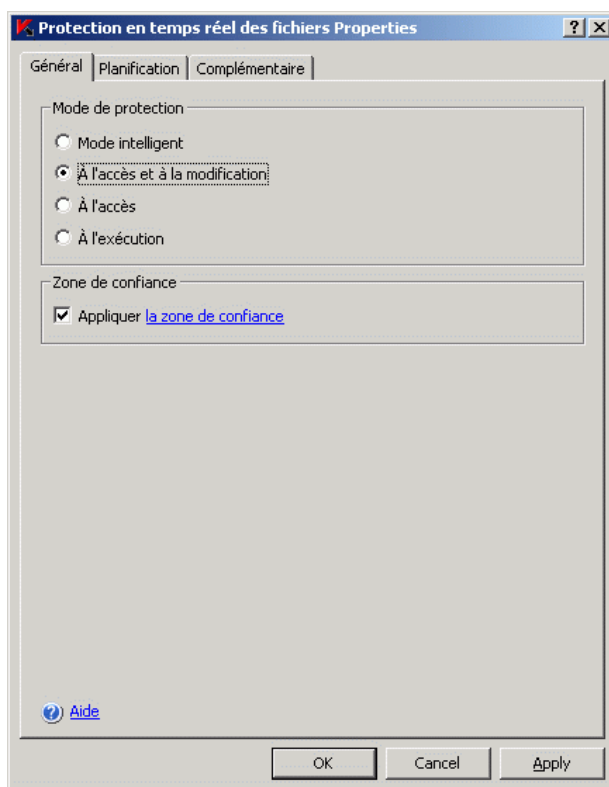 Protection en temps réel des fichiers Properties
Général Planification Complémentaire
Mode de protection
Mode intelligent
À l'accès et à la modification
À l'accès
À l'exécution
Zone de confiance
Appliquer la zone de confiance
Aide
OK Cancel Apply